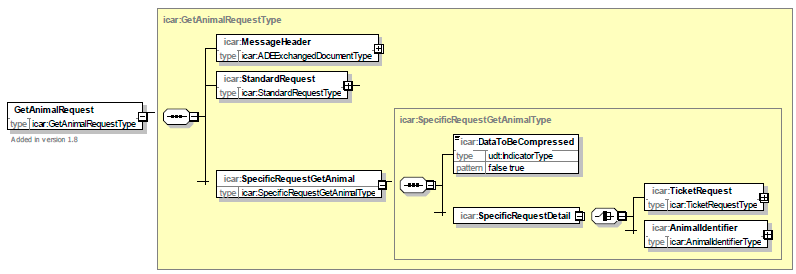 icar:GetAnimalRequestType
icar:MessageHeader
type icar:ADEExchangedDocumentType
icar:StandardRequest
type icar:StandardRequestType
GetAnimalRequest
type icar:GetAnimalRequestType
Added in version 1.8
icar:SpecificRequestGetAnimal
type icar:SpecificRequestGetAnimalType
icar:SpecificRequestGetAnimalType
icar:DataToBeCompressed
type udt:IndicatorType
pattern false true
icar:SpecificRequestDetail
icar:TicketRequest
type icar:TicketRequestType
icar:AnimalIdentifier
type icar:AnimalIdentifierType